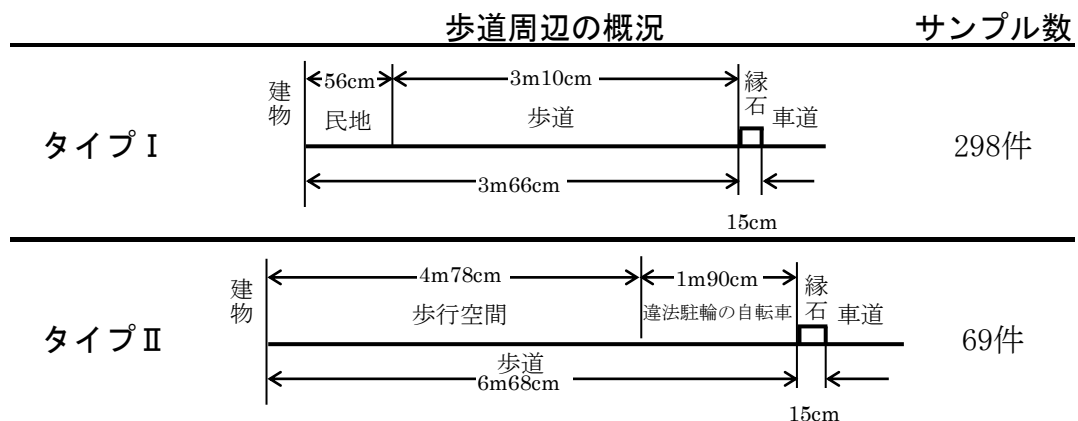 歩道周辺の概況 サンプル数
タイプⅠ
建物
56cm
3m10cm
民地
歩道
縁石
車道
298件
3m66cm
15cm
タイプⅡ
建物
4m78cm
1m90cm
歩行空間
違法駐輪の自転車
縁石
車道
69件
歩道
6m68cm
15cm